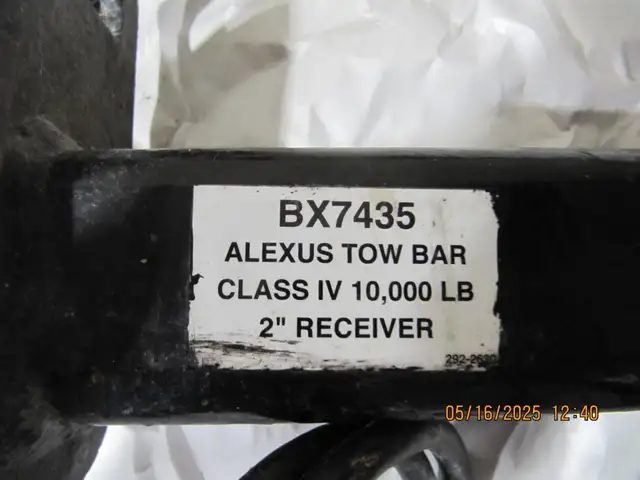 BX7435
ALEXUS TOW BAR
CLASS IV 10,000 LB
2" RECEIVER
05/16/2025 12:40